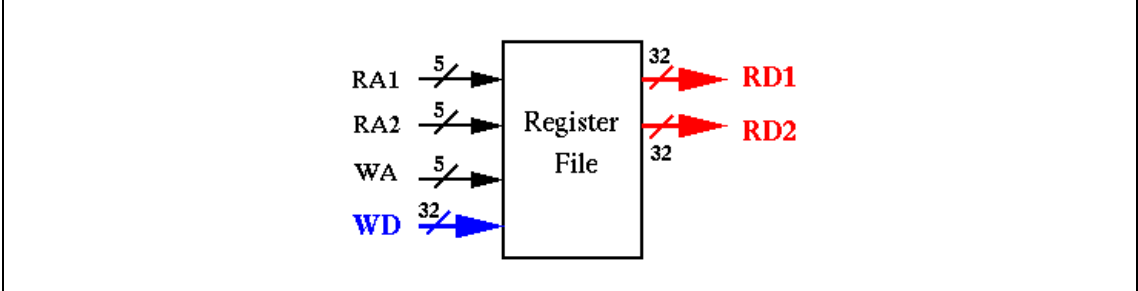 RA1 5
RA2 5
WA 5
WD 32
Register
File
32 RD1
RD2
32